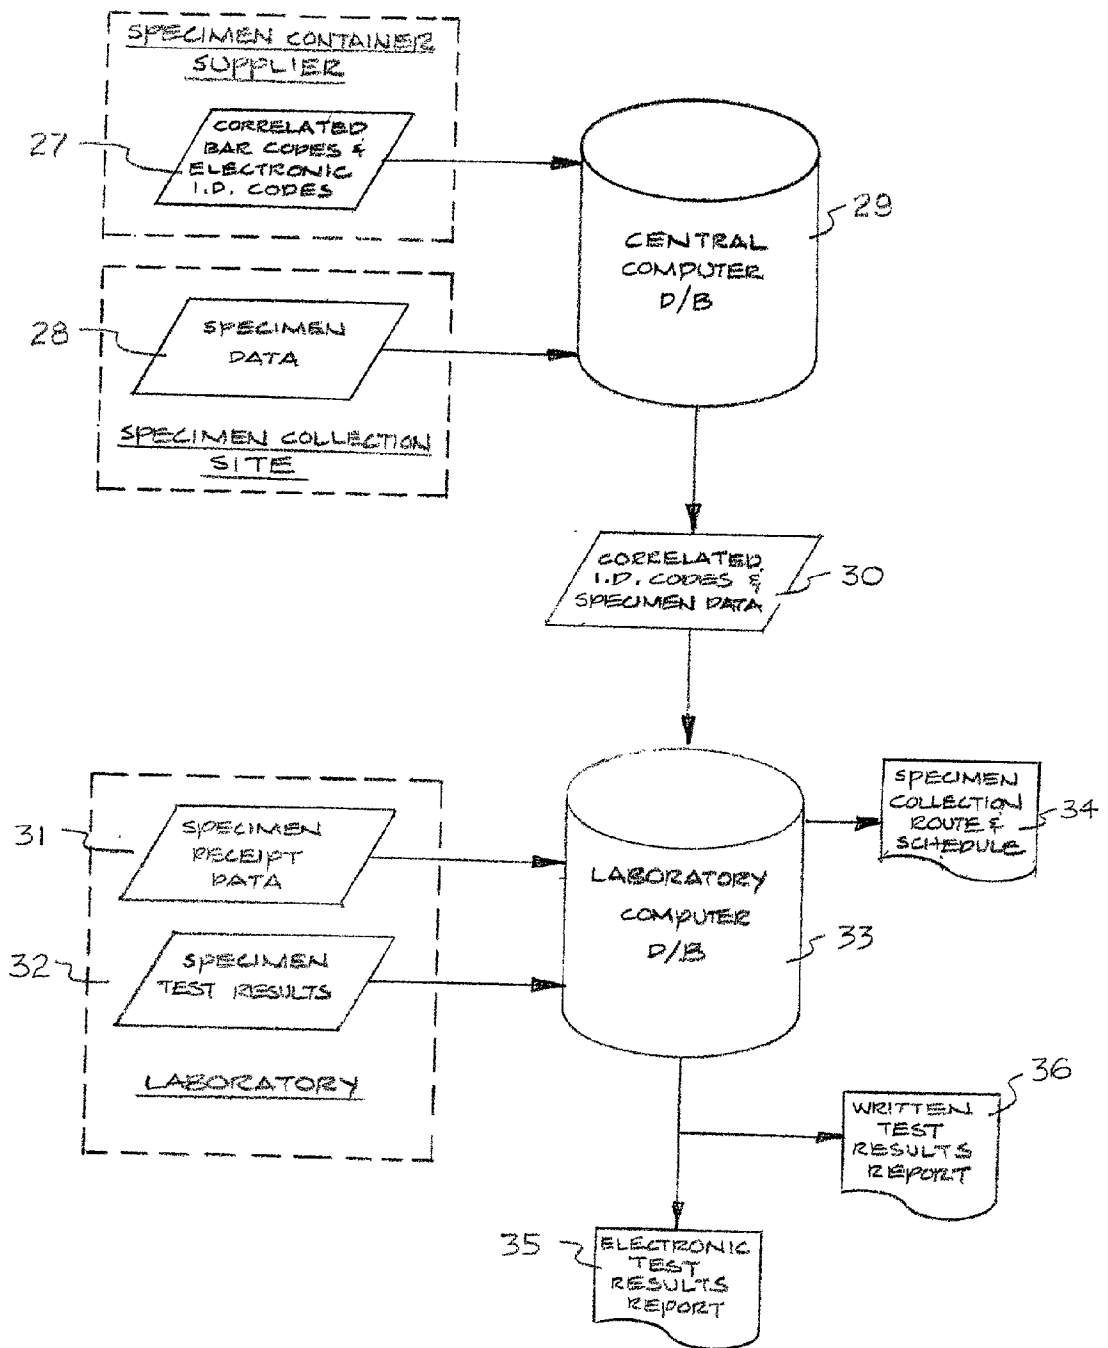 SPECIMEN CONTAINER
SUPPLIER
27
CORRELATED
BAR CODES &
ELECTRONIC
I.D. CODES
29
CENTRAL
COMPUTER
D/B
28
SPECIMEN
DATA
SPECIMEN COLLECTION
SITE
CORRELATED
I.D. CODES &
SPECIMEN DATA
30
31
SPECIMEN
RECEIPT
DATA
32
SPECIMEN
TEST RESULTS
LABORATORY
LABORATORY
COMPUTER
D/B
33
SPECIMEN
COLLECTION
ROUTE &
SCHEDULE
34
36
WRITTEN
TEST
RESULTS
REPORT
35
ELECTRONIC
TEST
RESULTS
REPORT